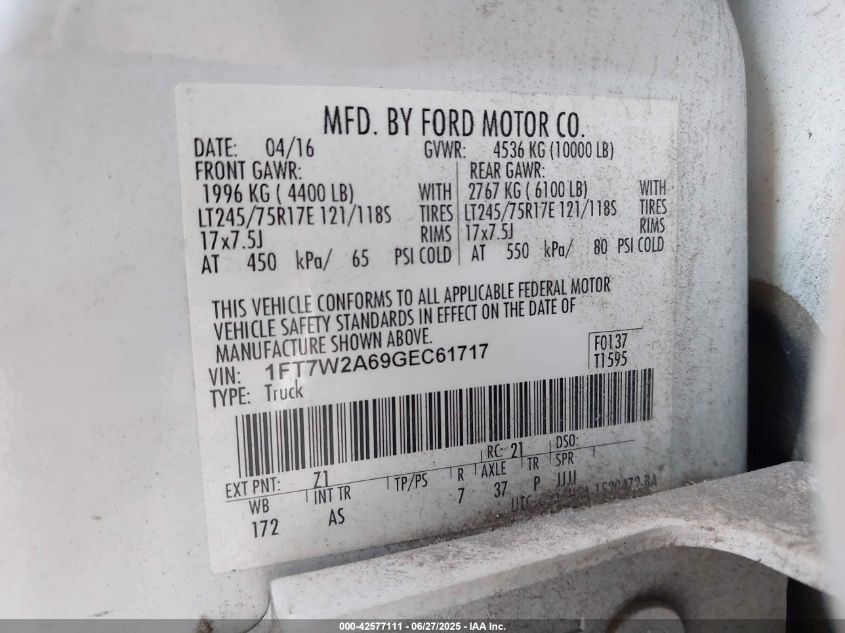 MFD. BY FORD MOTOR CO.
DATE: 04/16 GVWR: 4536 KG (10000 LB)
FRONT GAWR: REAR GAWR:
1996 KG ( 4400 LB) WITH 2767 KG ( 6100 LB) WITH
LT245/75R17E 121/118S TIRES LT245/75R17E 121/118S TIRES
17x7.5J RIMS 17x7.5J RIMS
AT 450 kPa/ 65 PSI COLD AT 550 kPa/ 80 PSI COLD
THIS VEHICLE CONFORMS TO ALL APPLICABLE FEDERAL MOTOR
VEHICLE SAFETY STANDARDS IN EFFECT ON THE DATE OF
MANUFACTURE SHOWN ABOVE.
VIN: 1FT7W2A69GEC61717 F0137
TYPE: Truck T1595
EXT PNT: Z1 RC: 21 DSO:
WB INT TR TP/PS R AXLE TR SPR
172 AS 7 37 P JJJJ
UTC
000-42577111 - 06/27/2025 - IAA Inc.